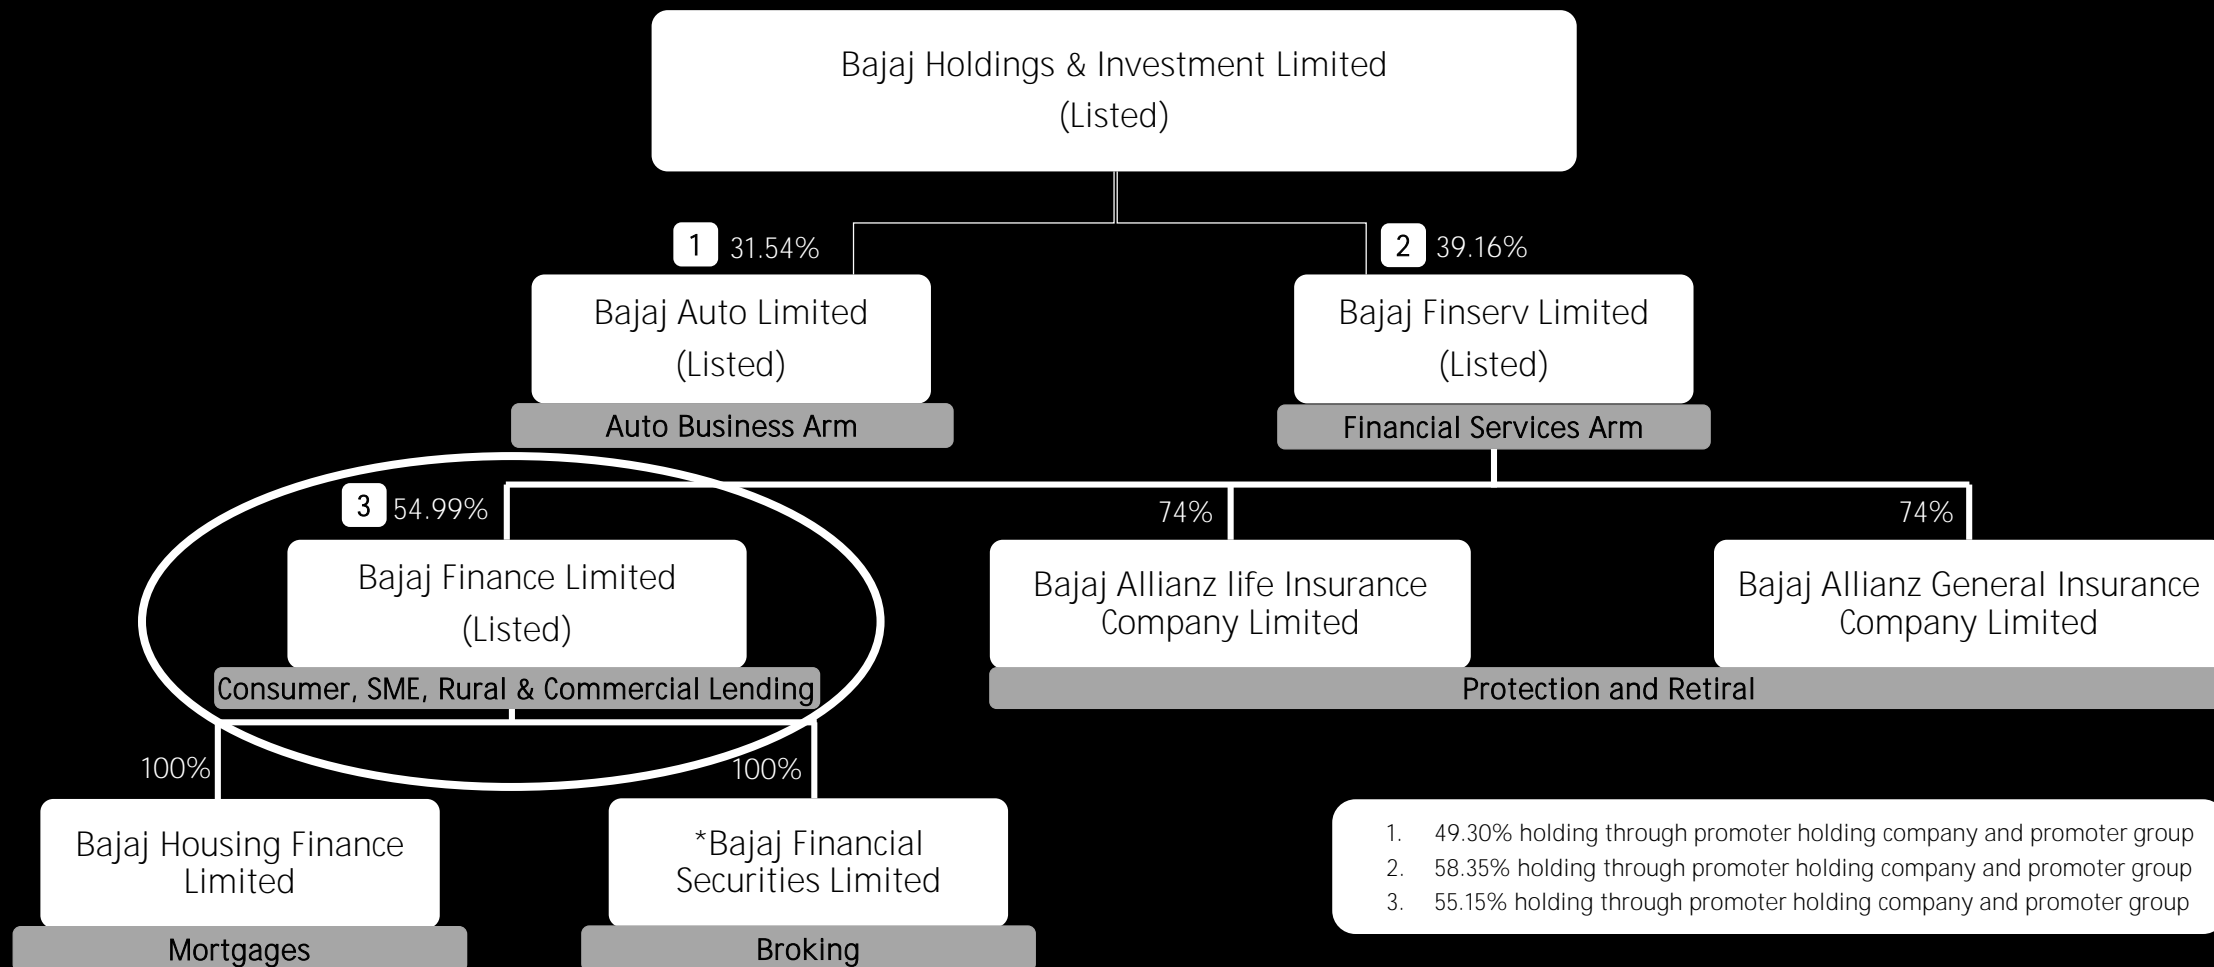 Bajaj Holdings & Investment Limited
(Listed)
1 31.54%
2 39.16%
Bajaj Auto Limited
(Listed)
Auto Business Arm
Bajaj Finserv Limited
(Listed)
Financial Services Arm
3 54.99%
74%
74%
Bajaj Finance Limited
(Listed)
Consumer, SME, Rural & Commercial Lending
Bajaj Allianz life Insurance
Company Limited
Bajaj Allianz General Insurance
Company Limited
Protection and Retiral
100%
100%
Bajaj Housing Finance
Limited
Mortgages
*Bajaj Financial
Securities Limited
Broking
1. 49.30% holding through promoter holding company and promoter group
2. 58.35% holding through promoter holding company and promoter group
3. 55.15% holding through promoter holding company and promoter group